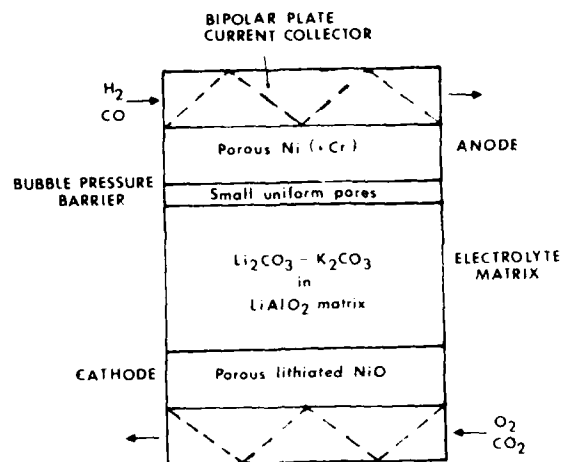 BIPOLAR PLATE
CURRENT COLLECTOR
H2
CO
Porous Ni (+Cr)
ANODE
BUBBLE PRESSURE
BARRIER
Small uniform pores
Li2CO3 - K2CO3
in
LiAlO2 matrix
ELECTROLYTE
MATRIX
CATHODE
Porous lithiated NiO
O2
CO2